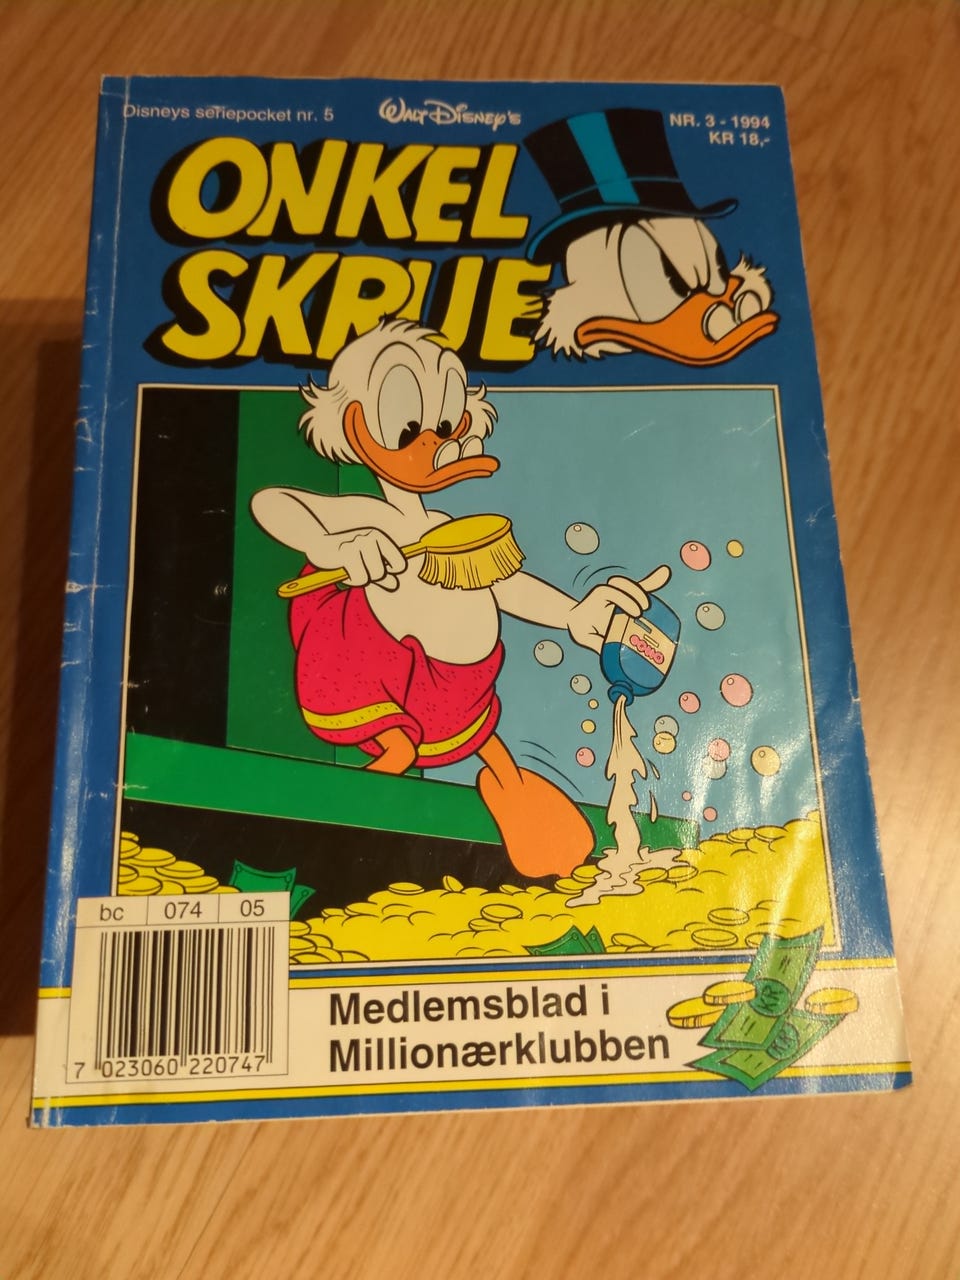 Disneys seriepocket nr. 5
Walt Disney's
NR. 3 - 1994
KR 18,-
ONKEL
SKRUE
bc 074 05
7 023060 220747
Medlemsblad i
Millionærklubben